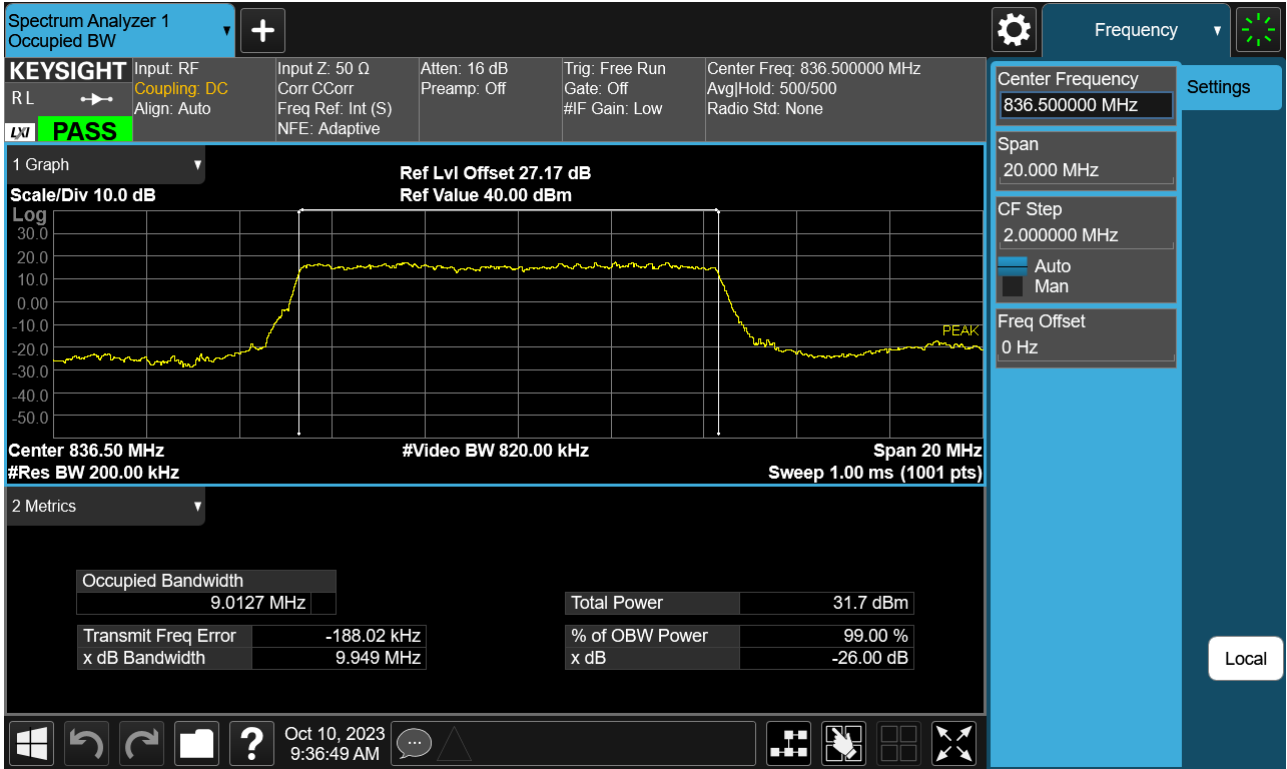 Spectrum Analyzer 1
Occupied BW
Frequency
KEYSIGHT
R L
LXI
PASS
Input: RF
Coupling: DC
Align: Auto
Input Z: 50 Ω
Corr CCorr
Freq Ref: Int (S)
NFE: Adaptive
Atten: 16 dB
Preamp: Off
Trig: Free Run
Gate: Off
#IF Gain: Low
Center Freq: 836.500000 MHz
Avg|Hold: 500/500
Radio Std: None
Center Frequency
836.500000 MHz
Settings
Span
20.000 MHz
CF Step
2.000000 MHz
Auto
Man
Freq Offset
0 Hz
Local
1 Graph
Scale/Div 10.0 dB
Ref Lvl Offset 27.17 dB
Ref Value 40.00 dBm
Log
30.0
20.0
10.0
0.00
-10.0
-20.0
-30.0
-40.0
-50.0
PEAK
Center 836.50 MHz
#Video BW 820.00 kHz
Span 20 MHz
#Res BW 200.00 kHz
Sweep 1.00 ms (1001 pts)
2 Metrics
Occupied Bandwidth
9.0127 MHz
Total Power 31.7 dBm
Transmit Freq Error -188.02 kHz
% of OBW Power 99.00 %
x dB Bandwidth 9.949 MHz
x dB -26.00 dB
?
Oct 10, 2023
9:36:49 AM